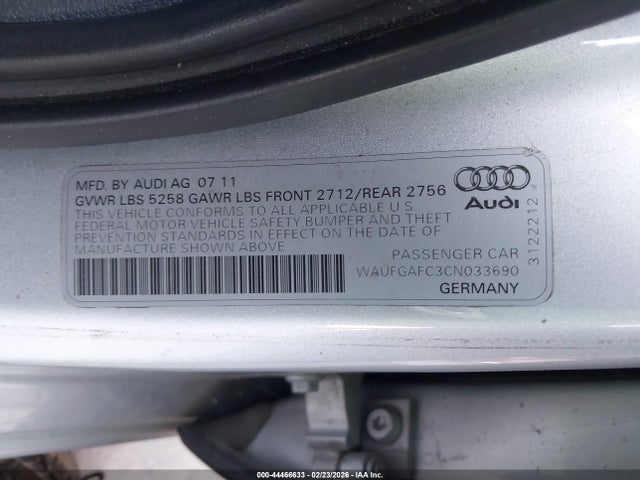 MFD. BY AUDI AG 07 11
GVWR LBS 5258 GAWR LBS FRONT 2712/REAR 2756
THIS VEHICLE CONFORMS TO ALL APPLICABLE U.S.
FEDERAL MOTOR VEHICLE SAFETY,BUMPER AND THEFT
PREVENTION STANDARDS IN EFFECT ON THE DATE OF
MANUFACTURE SHOWN ABOVE
Audi
3122212
PASSENGER CAR
WAUFGAFC3CN033690
GERMANY
000-44466633 - 02/23/2026 - Copyright IAA, LLC